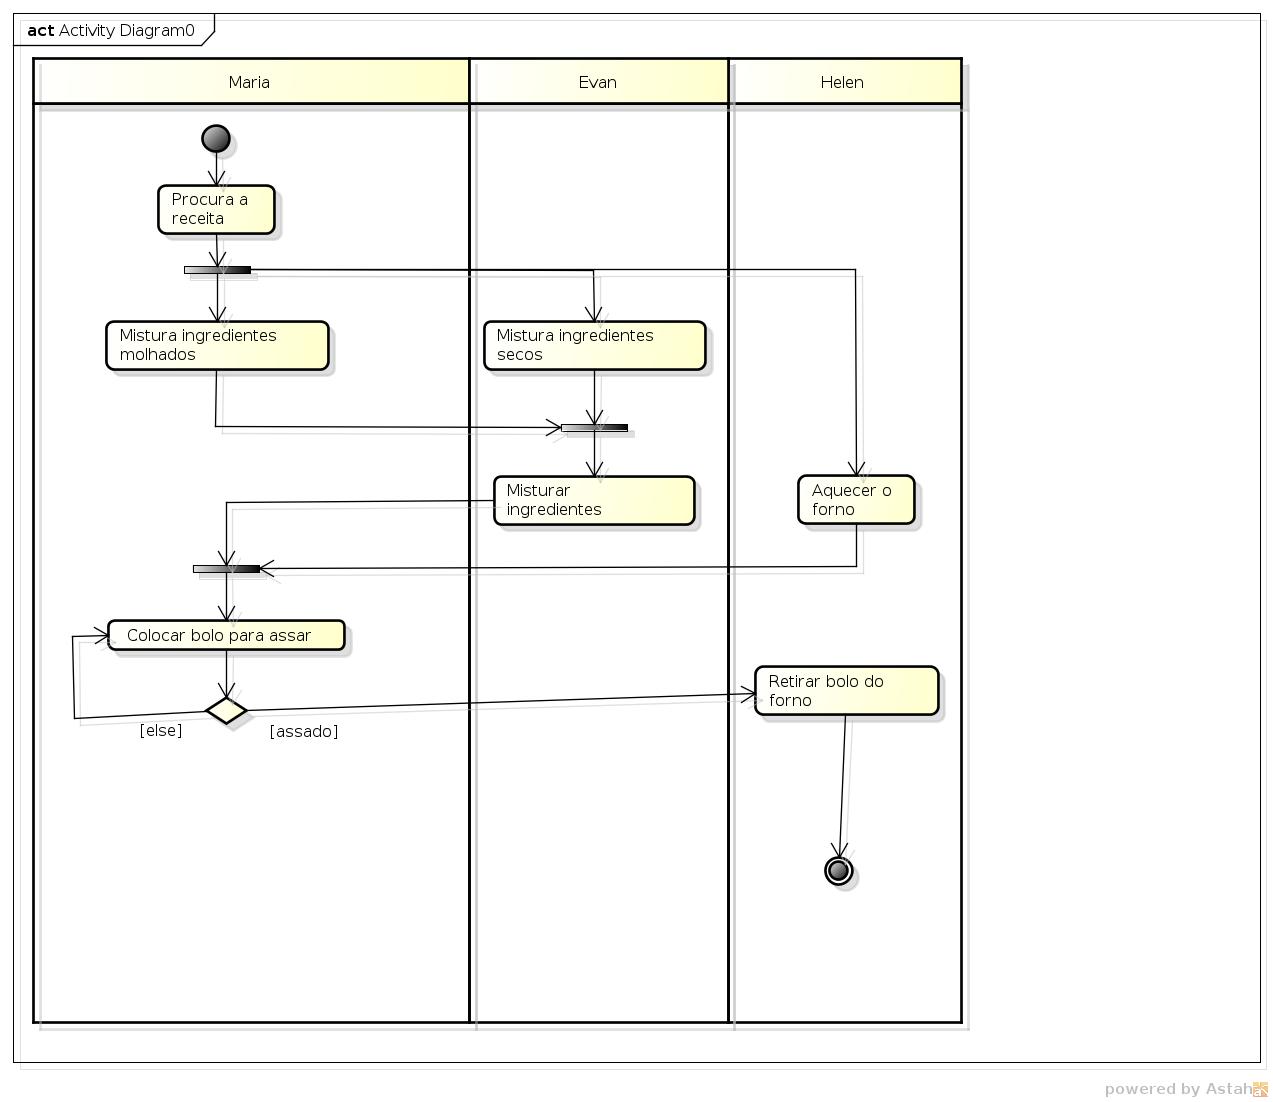 act Activity Diagram0
Maria
Evan
Helen
Procura a
receita
Mistura ingredientes
molhados
Mistura ingredientes
secos
Misturar
ingredientes
Aquecer o
forno
Colocar bolo para assar
Retirar bolo do
forno
[else]
[assado]
powered by Astah